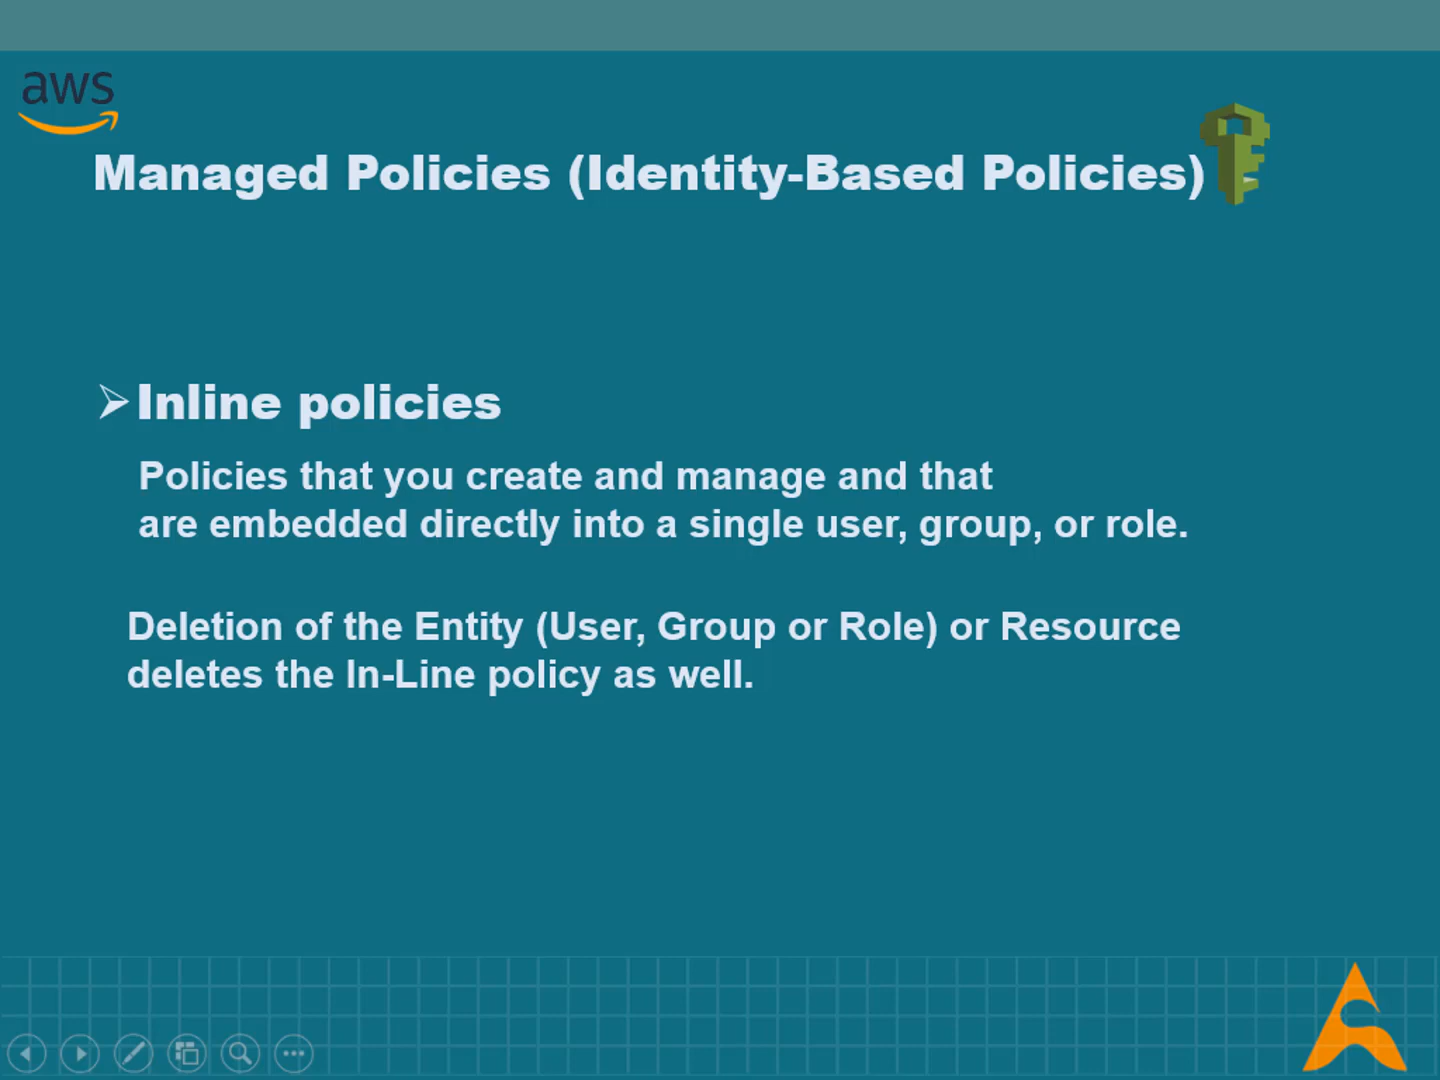 aws
Managed Policies (Identity-Based Policies)
Inline policies
Policies that you create and manage and that
are embedded directly into a single user, group, or role.
Deletion of the Entity (User, Group or Role) or Resource
deletes the In-Line policy as well.